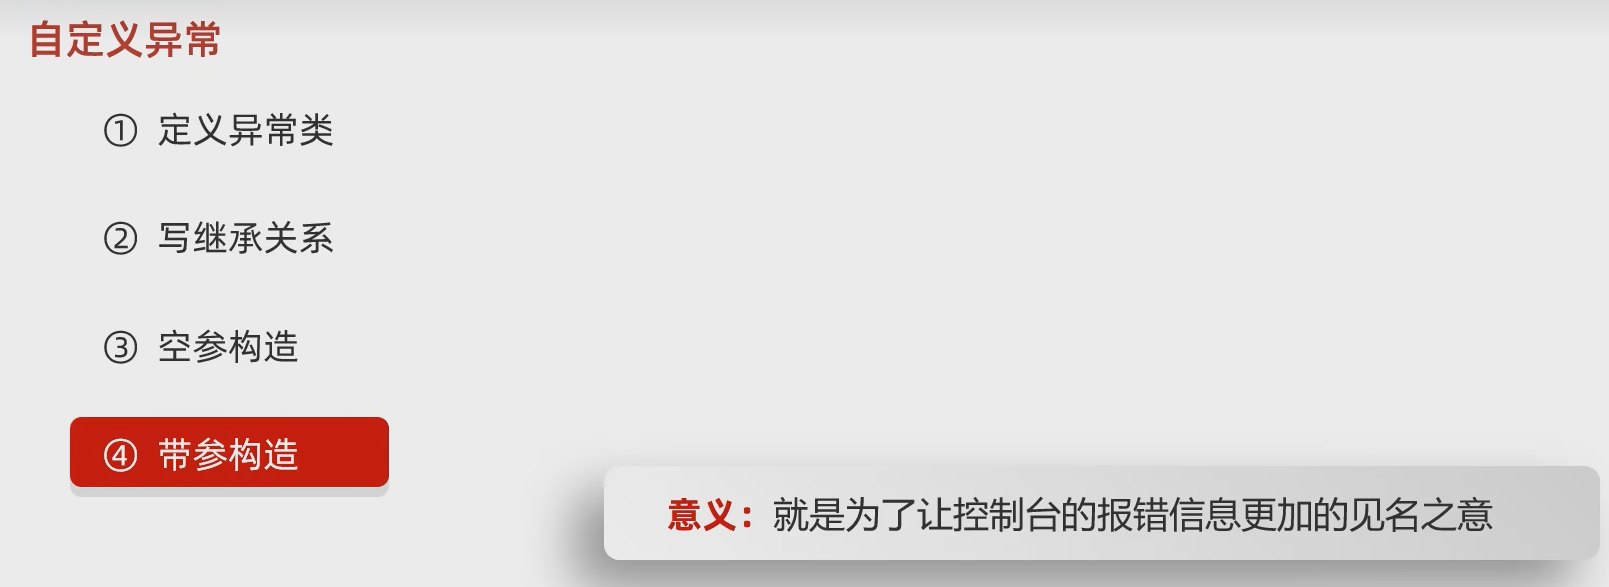 自定义异常
① 定义异常类
② 写继承关系
③ 空参构造
④ 带参构造
意义：就是为了让控制台的报错信息更加的见名之意